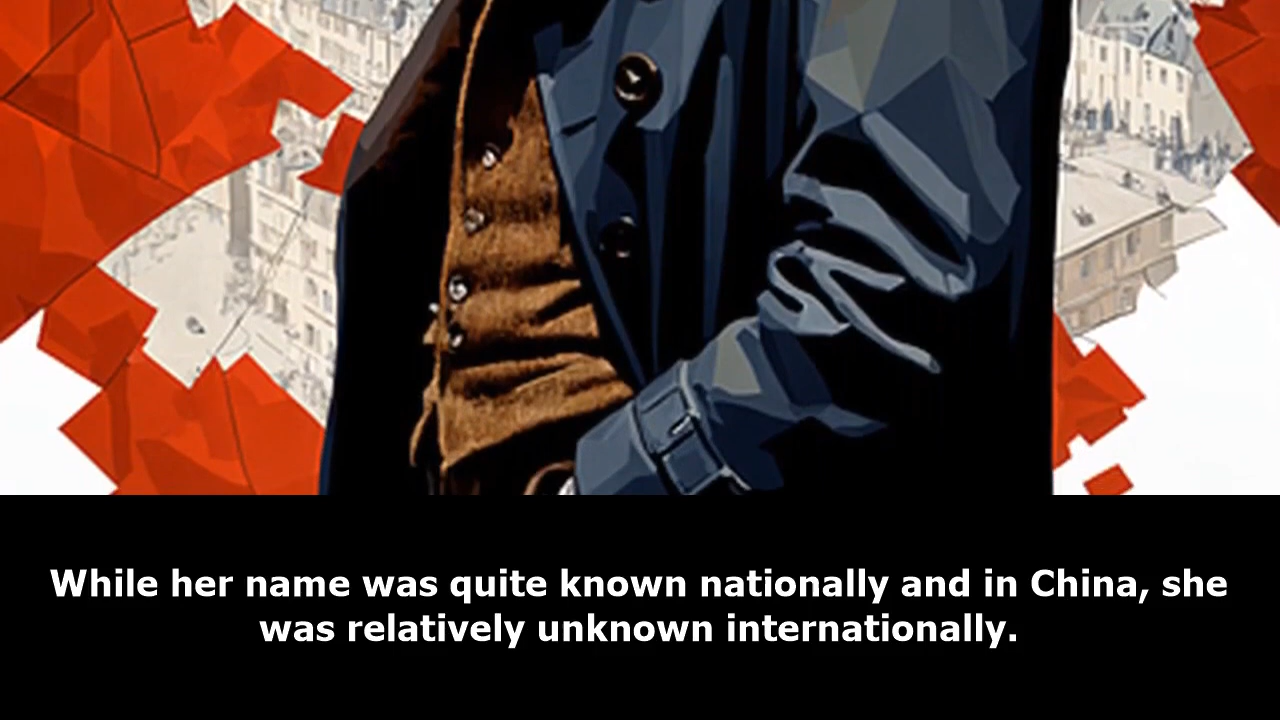 While her name was quite known nationally and in China, she
was relatively unknown internationally.